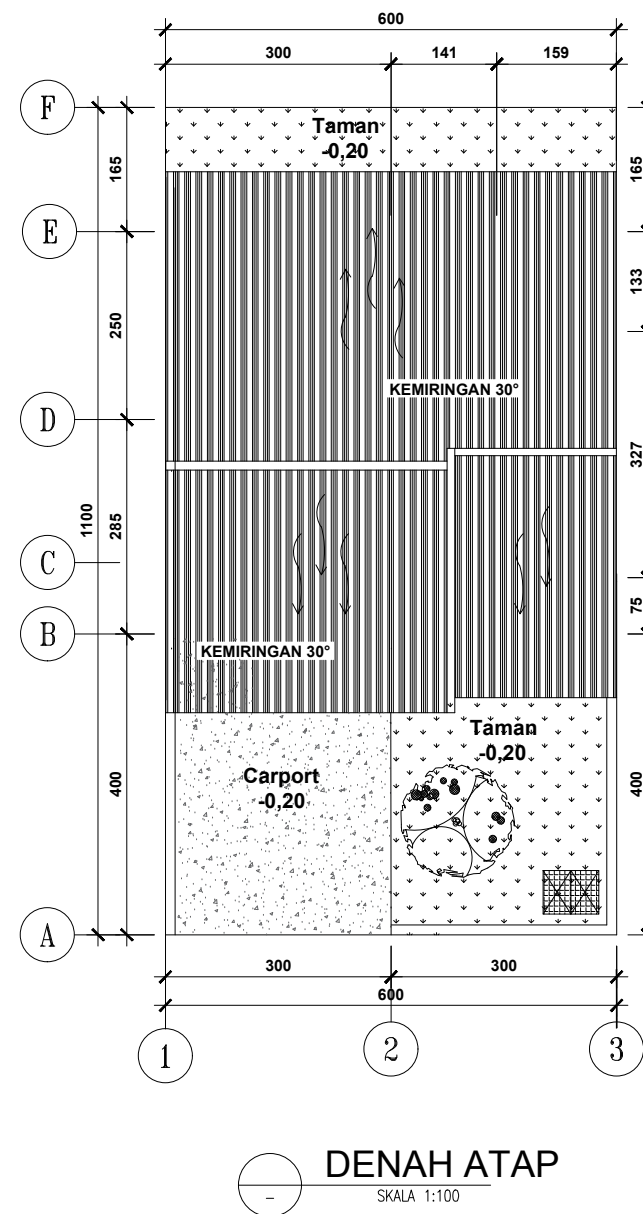 600
300 141 159
F
Taman
-0,20
165
165
E
133
250
KEMIRINGAN 30°
D
327
1100
285
C
75
B
KEMIRINGAN 30°
Taman
-0,20
Carport
-0,20
400
400
A
300 300
600
1 2 3
DENAH ATAP
SKALA 1:100
–